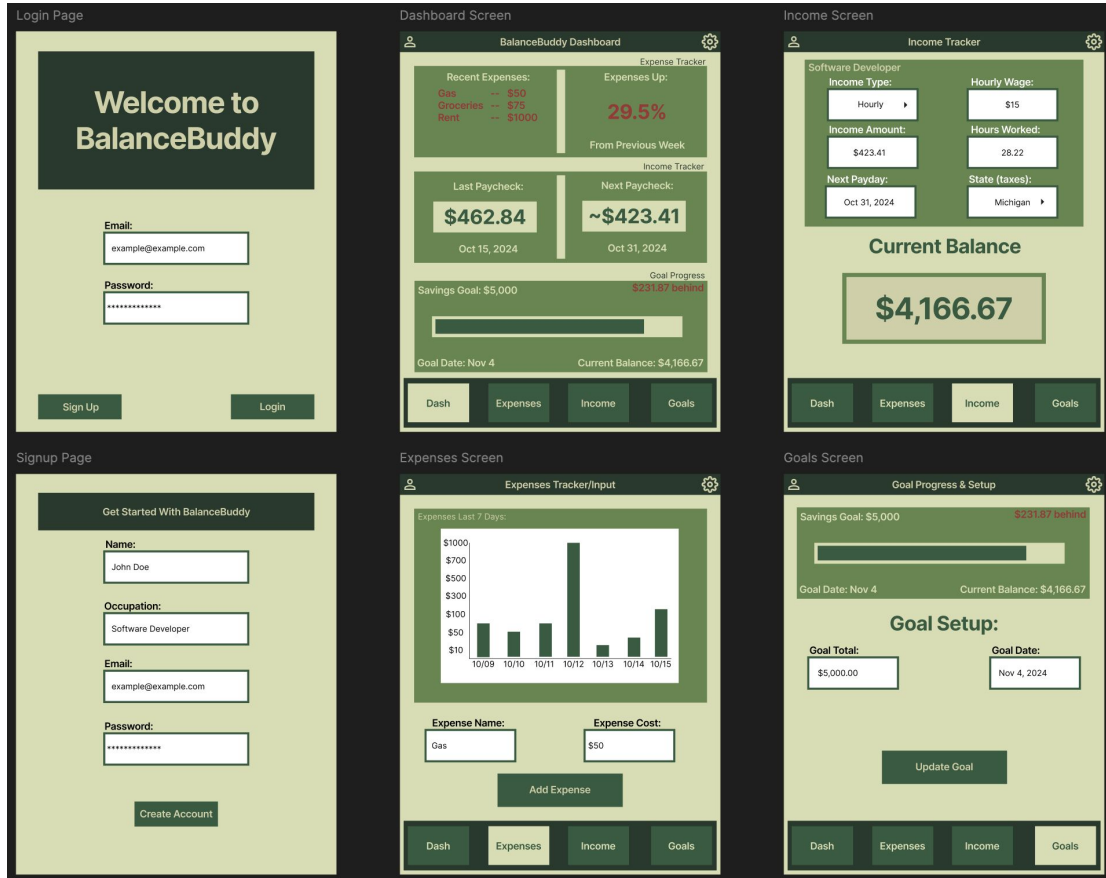 Login Page
Welcome to
BalanceBuddy
Email:
example@example.com
Password:
*************
Sign Up
Login
Dashboard Screen
BalanceBuddy Dashboard
Expense Tracker
Recent Expenses:
Gas -- $50
Groceries -- $75
Rent -- $1000
Expenses Up:
29.5%
From Previous Week
Income Tracker
Last Paycheck:
$462.84
Oct 15, 2024
Next Paycheck:
~$423.41
Oct 31, 2024
Goal Progress
Savings Goal: $5,000
$231.87 behind
Goal Date: Nov 4
Current Balance: $4,166.67
Dash
Expenses
Income
Goals
Income Screen
Income Tracker
Software Developer
Income Type:
Hourly
Hourly Wage:
$15
Income Amount:
$423.41
Hours Worked:
28.22
Next Payday:
Oct 31, 2024
State (taxes):
Michigan
Current Balance
$4,166.67
Dash
Expenses
Income
Goals
Signup Page
Get Started With BalanceBuddy
Name:
John Doe
Occupation:
Software Developer
Email:
example@example.com
Password:
*************
Create Account
Expenses Screen
Expenses Tracker/Input
Expenses Last 7 Days:
$1000
$700
$500
$300
$100
$50
$10
10/09 10/10 10/11 10/12 10/13 10/14 10/15
Expense Name:
Gas
Expense Cost:
$50
Add Expense
Dash
Expenses
Income
Goals
Goals Screen
Goal Progress & Setup
Savings Goal: $5,000
$231.87 behind
Goal Date: Nov 4
Current Balance: $4,166.67
Goal Setup:
Goal Total:
$5,000.00
Goal Date:
Nov 4, 2024
Update Goal
Dash
Expenses
Income
Goals